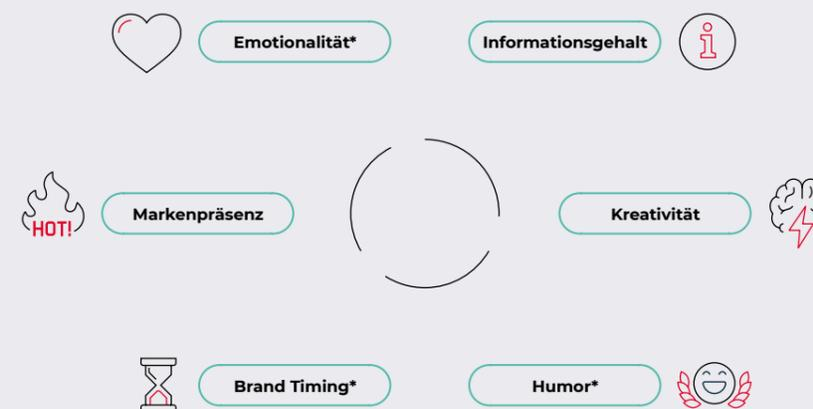 Emotionalität*
Informationsgehalt
HOT!
Markenpräsenz
Kreativität
Brand Timing*
Humor*